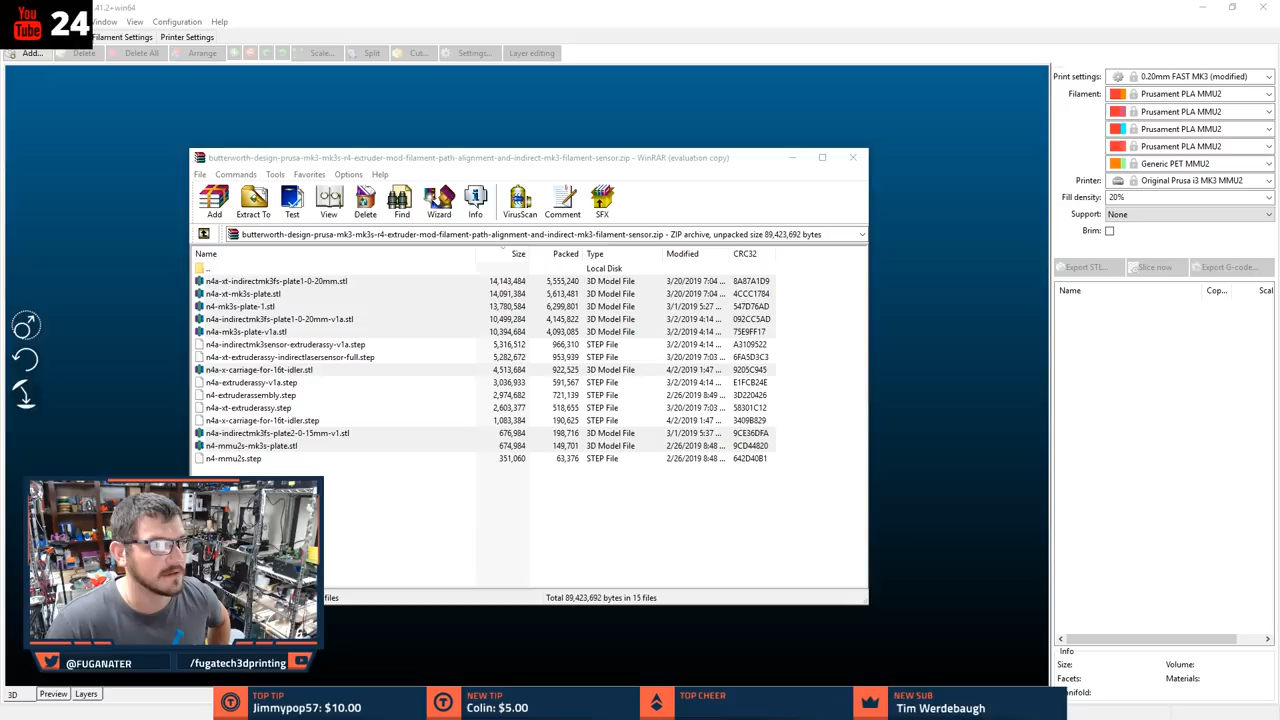 You Tube 24
.41.2+ win64
Window View Configuration Help
Filament Settings Printer Settings
Add... Delete Delete All Arrange Scale... Split Cut... Settings... Layer editing
Print settings: 0.20mm FAST MK3 (modified)
Filament: Prusament PLA MMU2
Prusament PLA MMU2
Prusament PLA MMU2
Prusament PLA MMU2
Generic PET MMU2
Printer: Original Prusa i3 MK3 MMU2
Fill density: 20%
Support: None
Brim:
Export STL... Slice now Export G-code...
Name Cop... Scal
butterworth-design-prusa-mk3-mk3s-r4-extruder-mod-filament-path-alignment-and-indirect-mk3-filament-sensor.zip - WinRAR (evaluation copy)
File Commands Tools Favorites Options Help
Add Extract To Test View Delete Find Wizard Info VirusScan Comment SFX
butterworth-design-prusa-mk3-mk3s-r4-extruder-mod-filament-path-alignment-and-indirect-mk3-filament-sensor.zip - ZIP archive, unpacked size 89,423,692 bytes
Name Size Packed Type Modified CRC32
.. Local Disk
n4a-xt-indirectmk3fs-plate1-0-20mm.stl 14,143,484 5,555,240 3D Model File 3/20/2019 7:04 ... 8A87A1D9
n4a-xt-mk3s-plate.stl 14,091,384 5,613,481 3D Model File 3/20/2019 7:04 ... 4CCC1784
n4-mk3s-plate-1.stl 13,780,584 6,299,801 3D Model File 3/1/2019 5:27 ... 547D76AD
n4a-indirectmk3fs-plate1-0-20mm-v1a.stl 10,499,284 4,145,822 3D Model File 3/2/2019 4:14 ... 092CC5AD
n4a-mk3s-plate-v1a.stl 10,394,684 4,093,085 3D Model File 3/2/2019 4:14 ... 75E9FF17
n4a-indirectmk3sensor-extruderassy-v1a.step 5,316,512 966,310 STEP File 3/2/2019 4:14 ... A3109522
n4a-xt-extruderassy-indirectlasersensor-full.step 5,282,672 953,939 STEP File 3/20/2019 7:03 ... 6FA5D3C3
n4a-x-carriage-for-16t-idler.stl 4,513,684 922,525 3D Model File 4/2/2019 1:47 ... 9205C945
n4a-extruderassy-v1a.step 3,036,933 591,567 STEP File 3/2/2019 4:14 ... E1FCB24E
n4-extruderassembly.step 2,974,682 721,139 STEP File 2/26/2019 8:49 ... 3D220426
n4a-xt-extruderassy.step 2,603,377 518,655 STEP File 3/20/2019 7:03 ... 58301C12
n4a-x-carriage-for-16t-idler.step 1,083,384 190,625 STEP File 4/2/2019 1:47 ... 3409B829
n4a-indirectmk3fs-plate2-0-15mm-v1.stl 676,984 198,716 3D Model File 3/1/2019 5:37 ... 9CE36DFA
n4-mmu2s-mk3s-plate.stl 674,984 149,701 3D Model File 2/26/2019 8:48 ... 9CD44820
n4-mmu2s.step 351,060 63,376 STEP File 2/26/2019 8:48 ... 642D40B1
files Total 89,423,692 bytes in 15 files
@FUGANATER /fugatech3dprinting
Info
Size: Volume:
Facets: Materials:
anifold:
3D Preview Layers
TOP TIP
Jimmypop57: $10.00
NEW TIP
Colin: $5.00
TOP CHEER
NEW SUB
Tim Werdebaugh